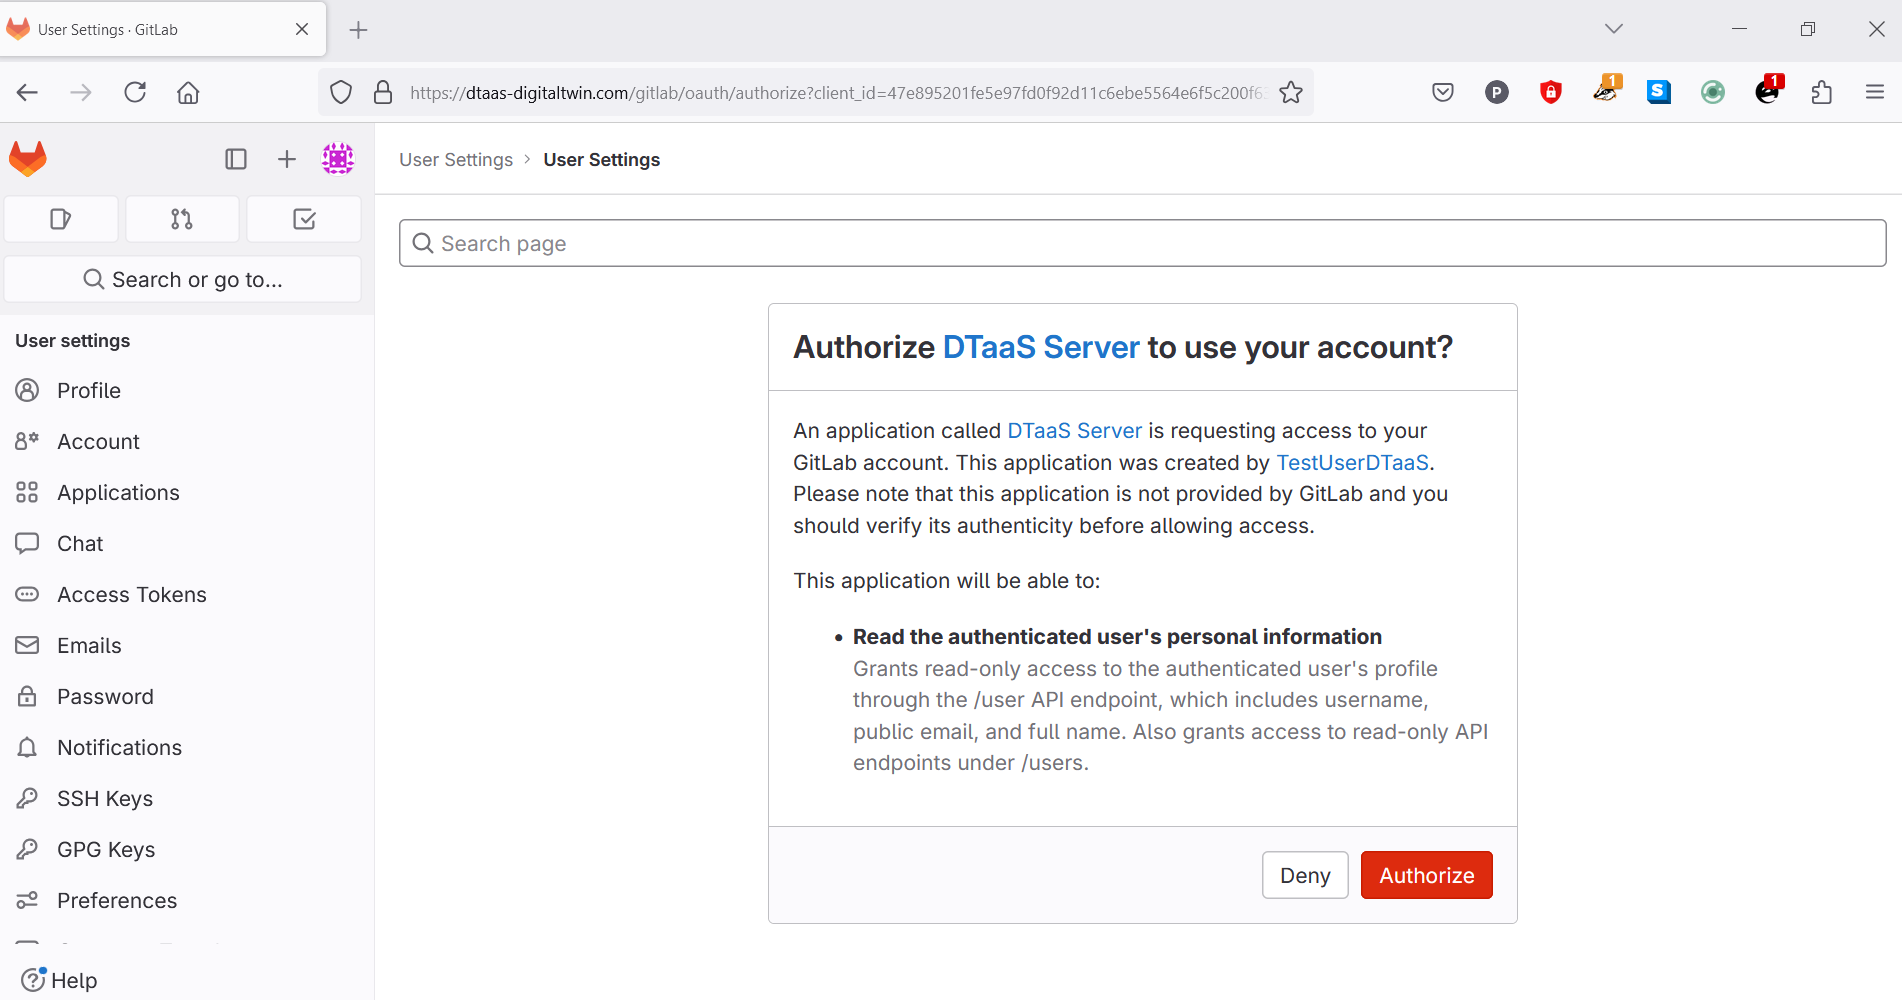 User Settings · GitLab
https://dtaas-digitaltwin.com/gitlab/oauth/authorize?client_id=47e895201fe5e97fd0f92d11c6ebe5564e6f5c200f6
P
1
S
1
User Settings › User Settings
Search page
Search or go to...
User settings
Profile
Account
Applications
Chat
Access Tokens
Emails
Password
Notifications
SSH Keys
GPG Keys
Preferences
Help
Authorize DTaaS Server to use your account?
An application called DTaaS Server is requesting access to your
GitLab account. This application was created by TestUserDTaaS.
Please note that this application is not provided by GitLab and you
should verify its authenticity before allowing access.
This application will be able to:
• Read the authenticated user's personal information
Grants read-only access to the authenticated user's profile
through the /user API endpoint, which includes username,
public email, and full name. Also grants access to read-only API
endpoints under /users.
Deny
Authorize